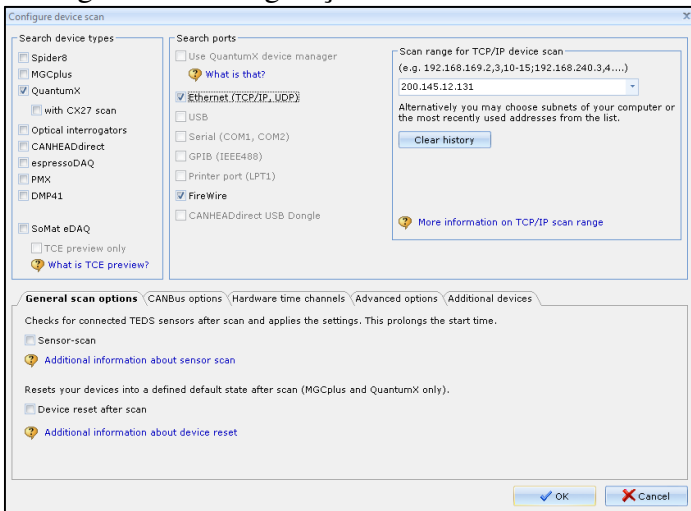 Configure device scan
Search device types
Spider8
MGCplus
QuantumX
with CX27 scan
Optical interrogators
CANHEADdirect
espressoDAQ
PMX
DMP41
SoMat eDAQ
TCE preview only
What is TCE preview?
Search ports
Use QuantumX device manager
What is that?
Ethernet (TCP/IP, UDP)
USB
Serial (COM1, COM2)
GPIB (IEEE488)
Printer port (LPT1)
FireWire
CANHEADdirect USB Dongle
Scan range for TCP/IP device scan
(e.g. 192.168.169.2,3,10-15;192.168.240.3,4....)
200.145.12.131
Alternatively you may choose subnets of your computer or
the most recently used addresses from the list.
Clear history
More information on TCP/IP scan range
General scan options CANBus options Hardware time channels Advanced options Additional devices
Checks for connected TEDS sensors after scan and applies the settings. This prolongs the start time.
Sensor-scan
Additional information about sensor scan
Resets your devices into a defined default state after scan (MGCplus and QuantumX only).
Device reset after scan
Additional information about device reset
OK Cancel